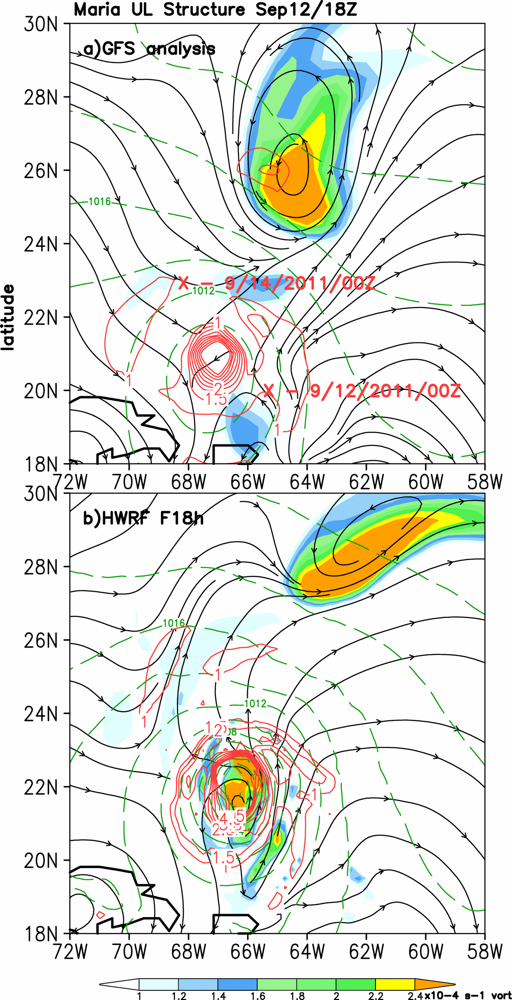 Maria UL Structure Sep12/18Z
30N
a)GFS analysis
28N
26N
1016
24N
X - 9/14/2011/00Z
1012
latitude
22N
1
1
2
20N
X - 9/12/2011/00Z
1.5
1
18N
72W 70W 68W 66W 64W 62W 60W 58W
30N
b)HWRF F18h
28N
1016
26N
1
1012
24N
1
22N
1
1.5
20N
18N
72W 70W 68W 66W 64W 62W 60W 58W
1 1.2 1.4 1.6 1.8 2 2.2 2.4 x10-4 s-1 vort